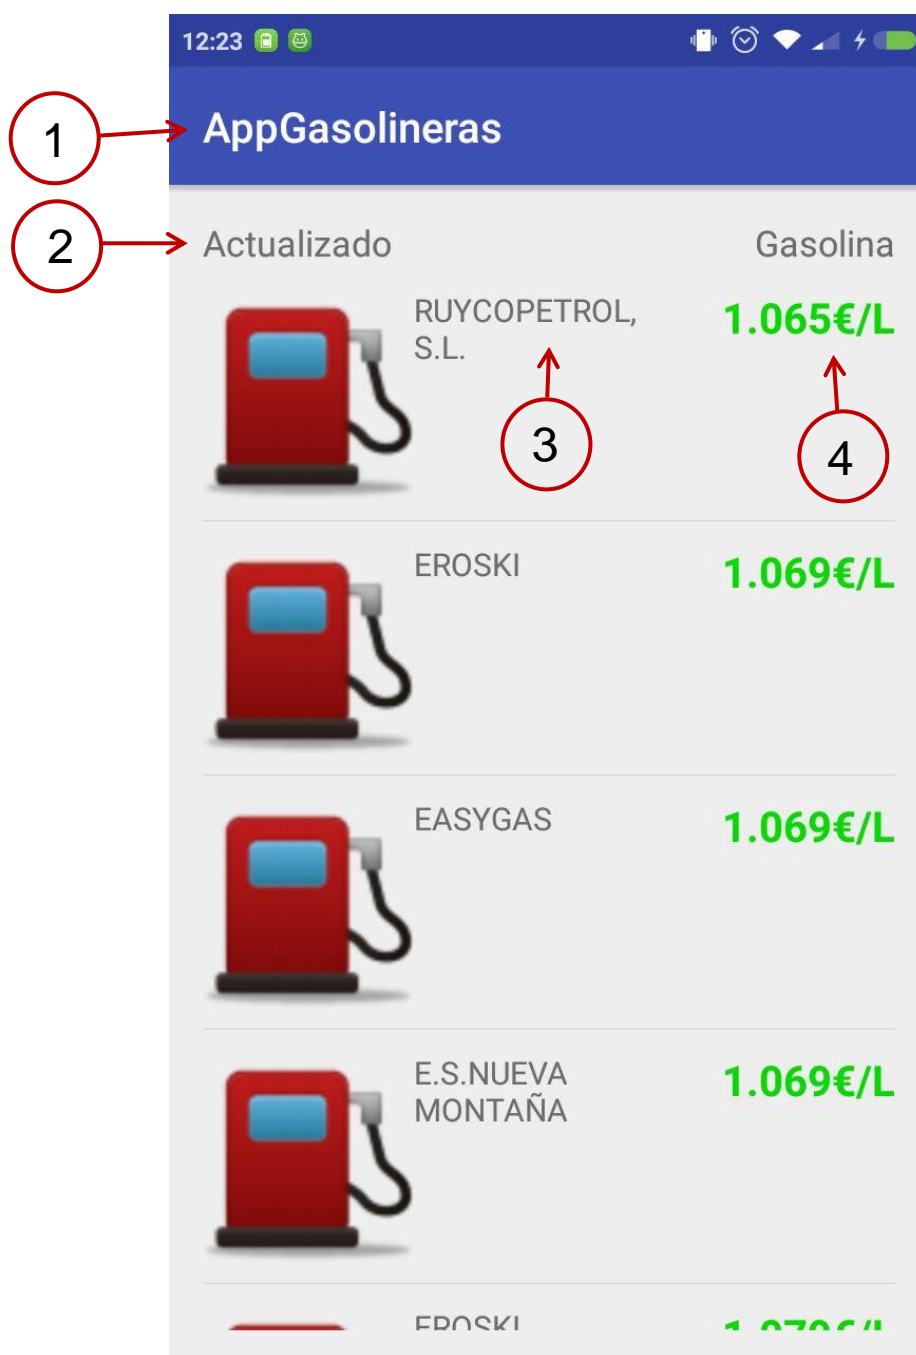 12:23
1
AppGasolineras
2
Actualizado
Gasolina
RUYCOPETROL,
S.L.
1.065€/L
3
4
EROSKI
1.069€/L
EASYGAS
1.069€/L
E.S.NUEVA
MONTAÑA
1.069€/L
EROSKI